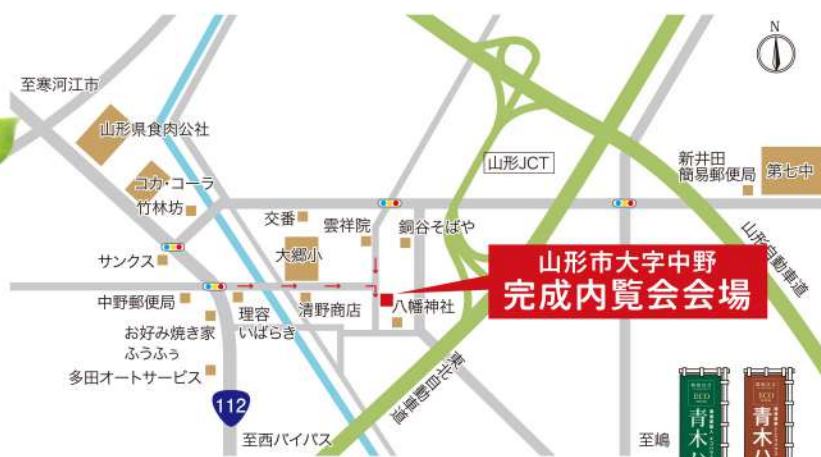 N
至寒河江市
山形県食肉公社
山形JCT
新井田
簡易郵便局
第七中
コカ・コーラ
竹林坊
交番
雲祥院
銅谷そばや
大郷小
サンクス
山形市大字中野
完成内覧会会場
山形自動車道
中野郵便局
理容
いばらき
清野商店
八幡神社
お好み焼き家
ふうふぅ
多田オートサービス
東北自動車道
112
至西バイパス
至嶋
ECO
青木
ECO
青木